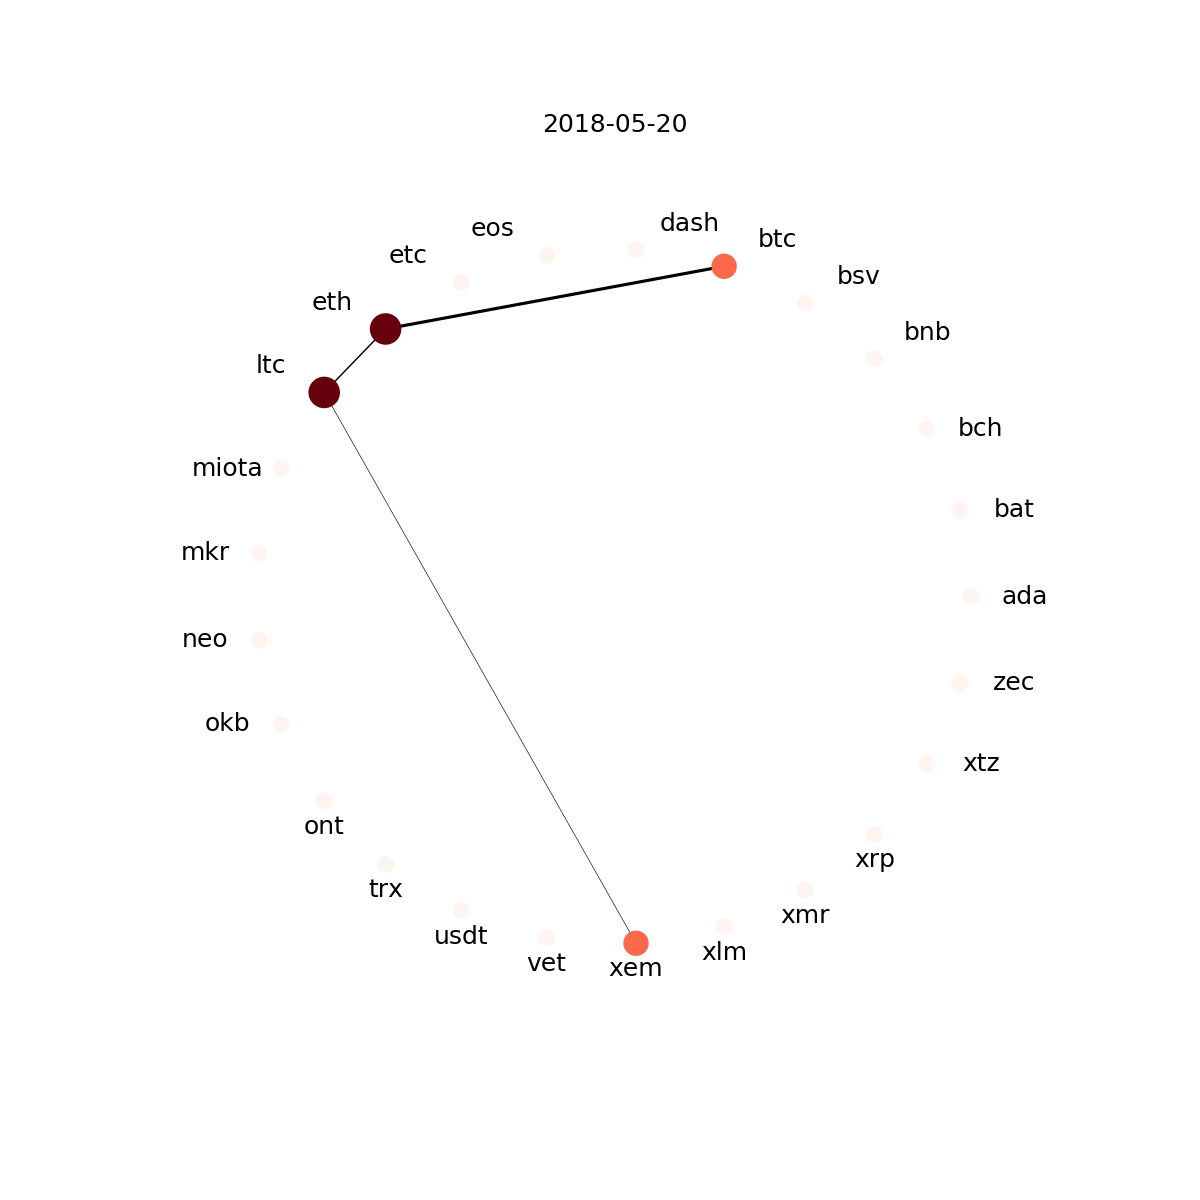 2018-05-20
dash
eos
btc
etc
bsv
eth
bnb
ltc
bch
miota
bat
mkr
ada
neo
zec
okb
xtz
ont
xrp
trx
xmr
usdt
xlm
vet
xem